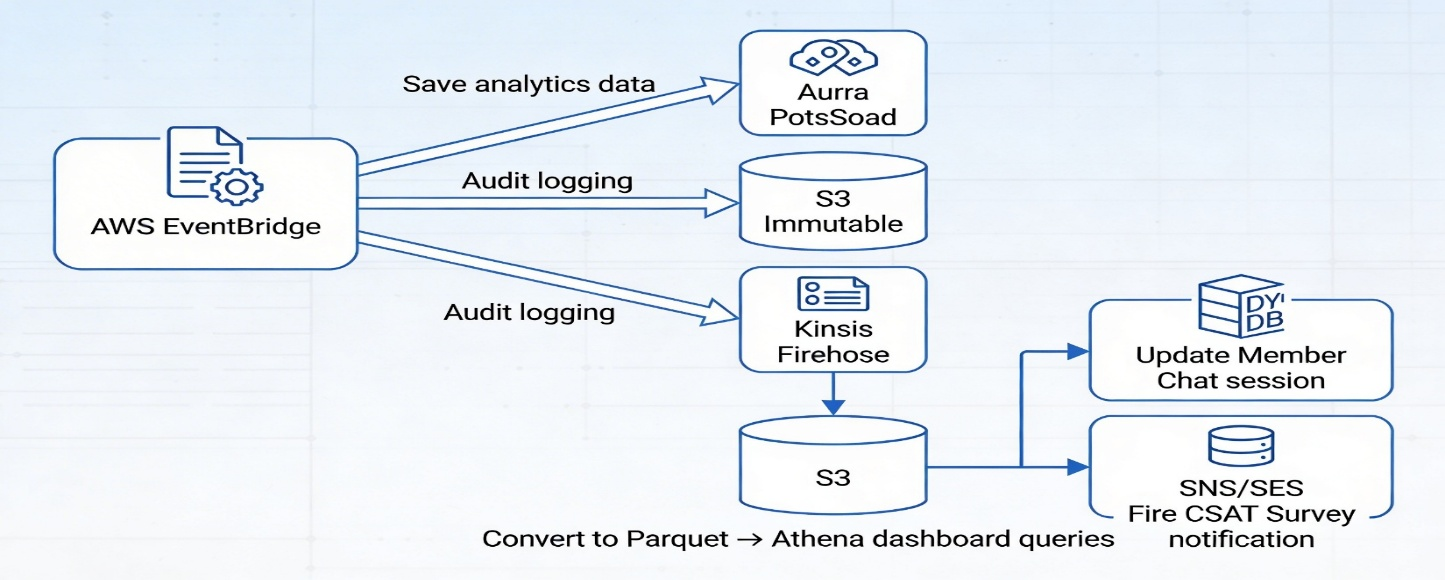 Save analytics data
Aurra
PotsSoad
Audit logging
S3
Immutable
AWS EventBridge
Audit logging
Kinsis
Firehose
DY
DB
Update Member
Chat session
S3
SNS/SES
Fire CSAT Survey
notification
Convert to Parquet → Athena dashboard queries